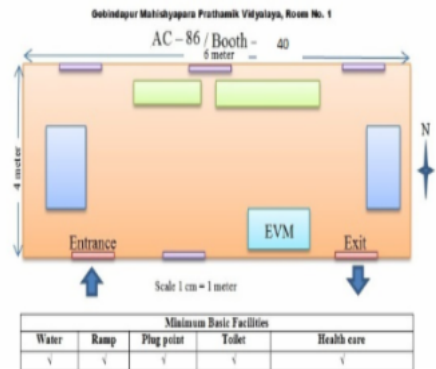 Gobindapur Mahishyapara Prathamik Vidyalaya, Room No. 1
AC – 86 / Booth – 40
6 meter
4 meter
N
EVM
Entrance
Exit
Scale 1 cm = 1 meter
Minimum Basic Facilities
Water Ramp Plug point Toilet Health care
√ √ √ √ √